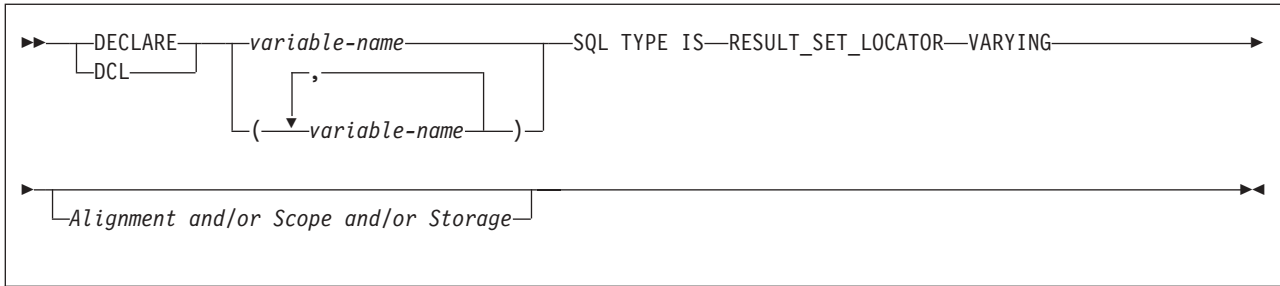 DECLARE variable-name SQL TYPE IS RESULT_SET_LOCATOR VARYING
DCL ,
( variable-name )
Alignment and/or Scope and/or Storage